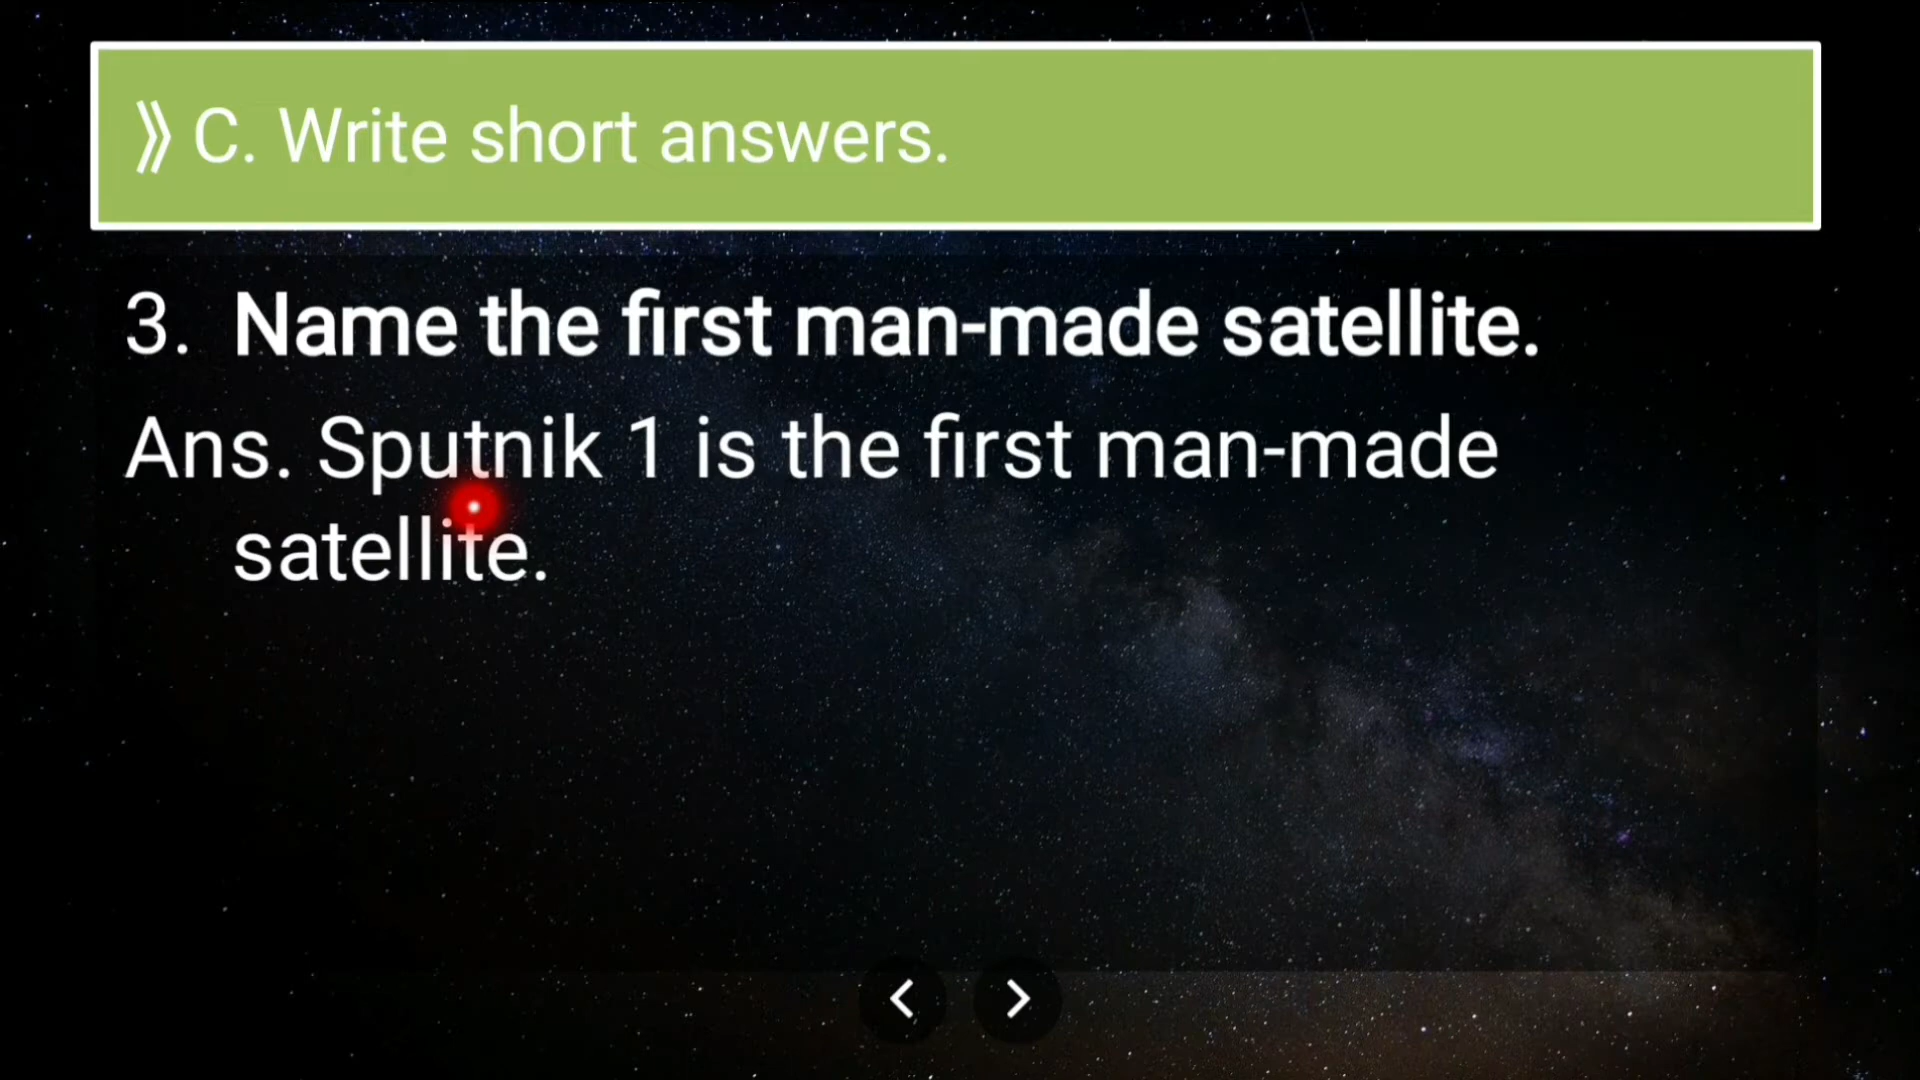 ⟫ C. Write short answers.
3. Name the first man-made satellite.
Ans. Sputnik 1 is the first man-made
satellite.